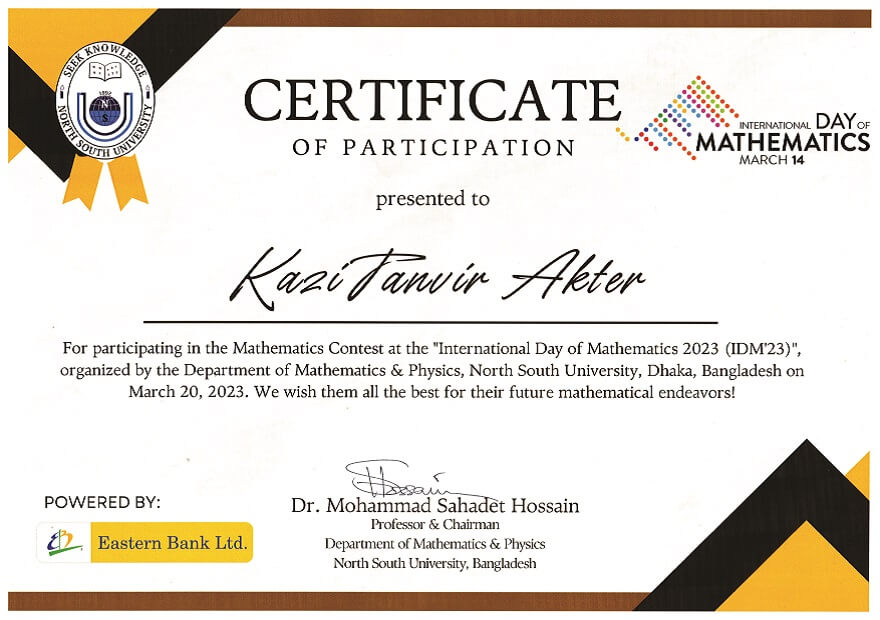 SEEK KNOWLEDGE
1992
N
S
NORTH SOUTH UNIVERSITY
CERTIFICATE
OF PARTICIPATION
INTERNATIONAL DAY OF
MATHEMATICS
MARCH 14
presented to
Kazi Tanvir Akter
For participating in the Mathematics Contest at the "International Day of Mathematics 2023 (IDM'23)",
organized by the Department of Mathematics & Physics, North South University, Dhaka, Bangladesh on
March 20, 2023. We wish them all the best for their future mathematical endeavors!
Hossain
POWERED BY:
Eastern Bank Ltd.
Dr. Mohammad Sahadet Hossain
Professor & Chairman
Department of Mathematics & Physics
North South University, Bangladesh